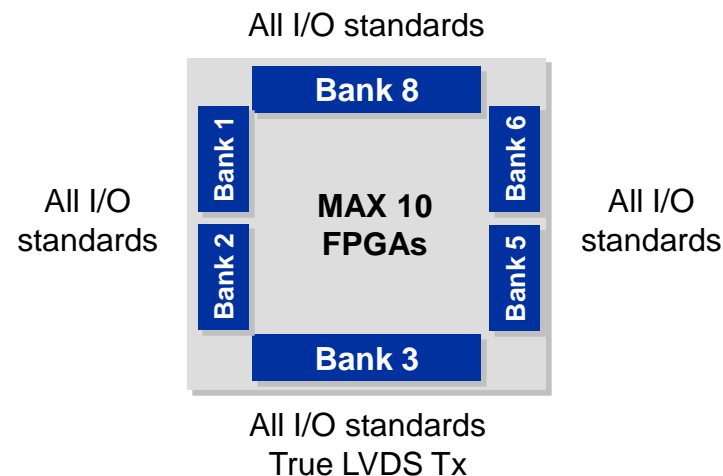 All I/O standards
Bank 8
Bank 1
Bank 6
All I/O
standards
MAX 10
FPGAs
All I/O
standards
Bank 2
Bank 5
Bank 3
All I/O standards
True LVDS Tx